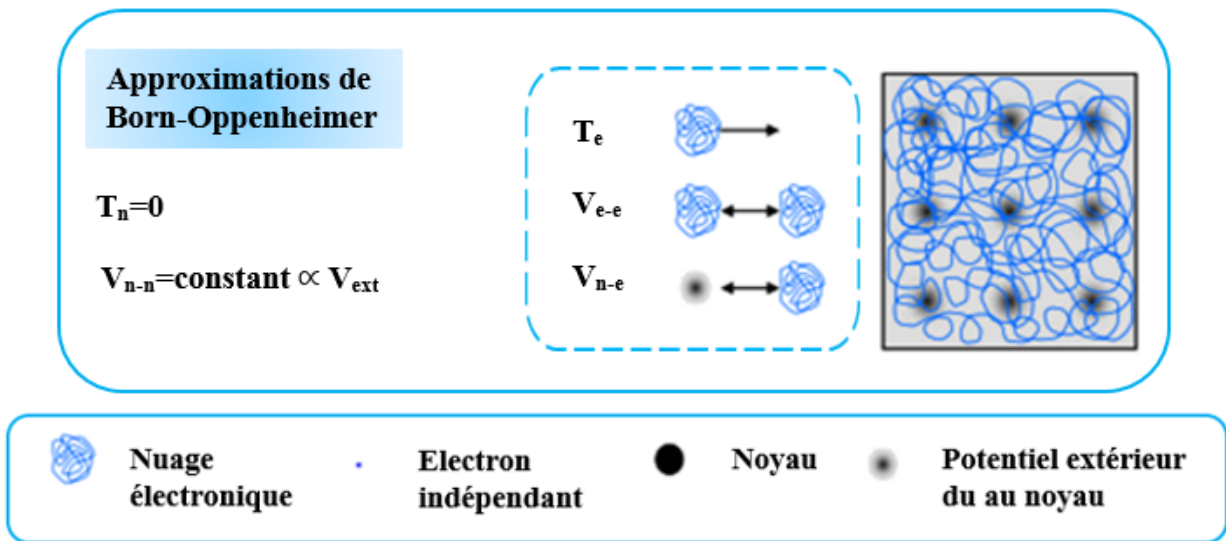 Approximations de
Born-Oppenheimer
Tn=0
Vn-n=constant ∝ Vext
Te
Ve-e
Vn-e
Nuage
électronique
Electron
indépendant
Noyau
Potentiel extérieur
du au noyau